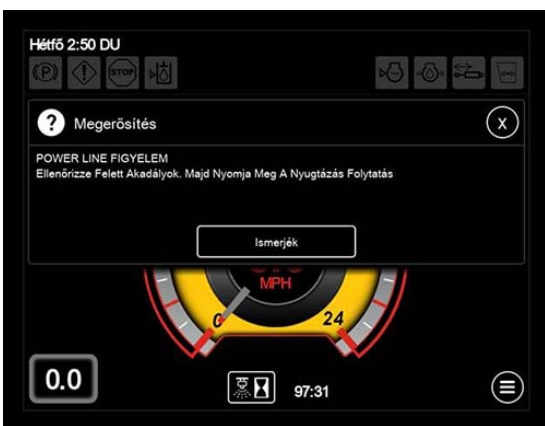 Hétfő 2:50 DU
P
STOP
?
Megerősítés
X
POWER LINE FIGYELEM
Ellenőrizze Felett Akadályok. Majd Nyomja Meg A Nyugtázás Folytatás
Ismerjék
MPH
0
24
0.0
97:31